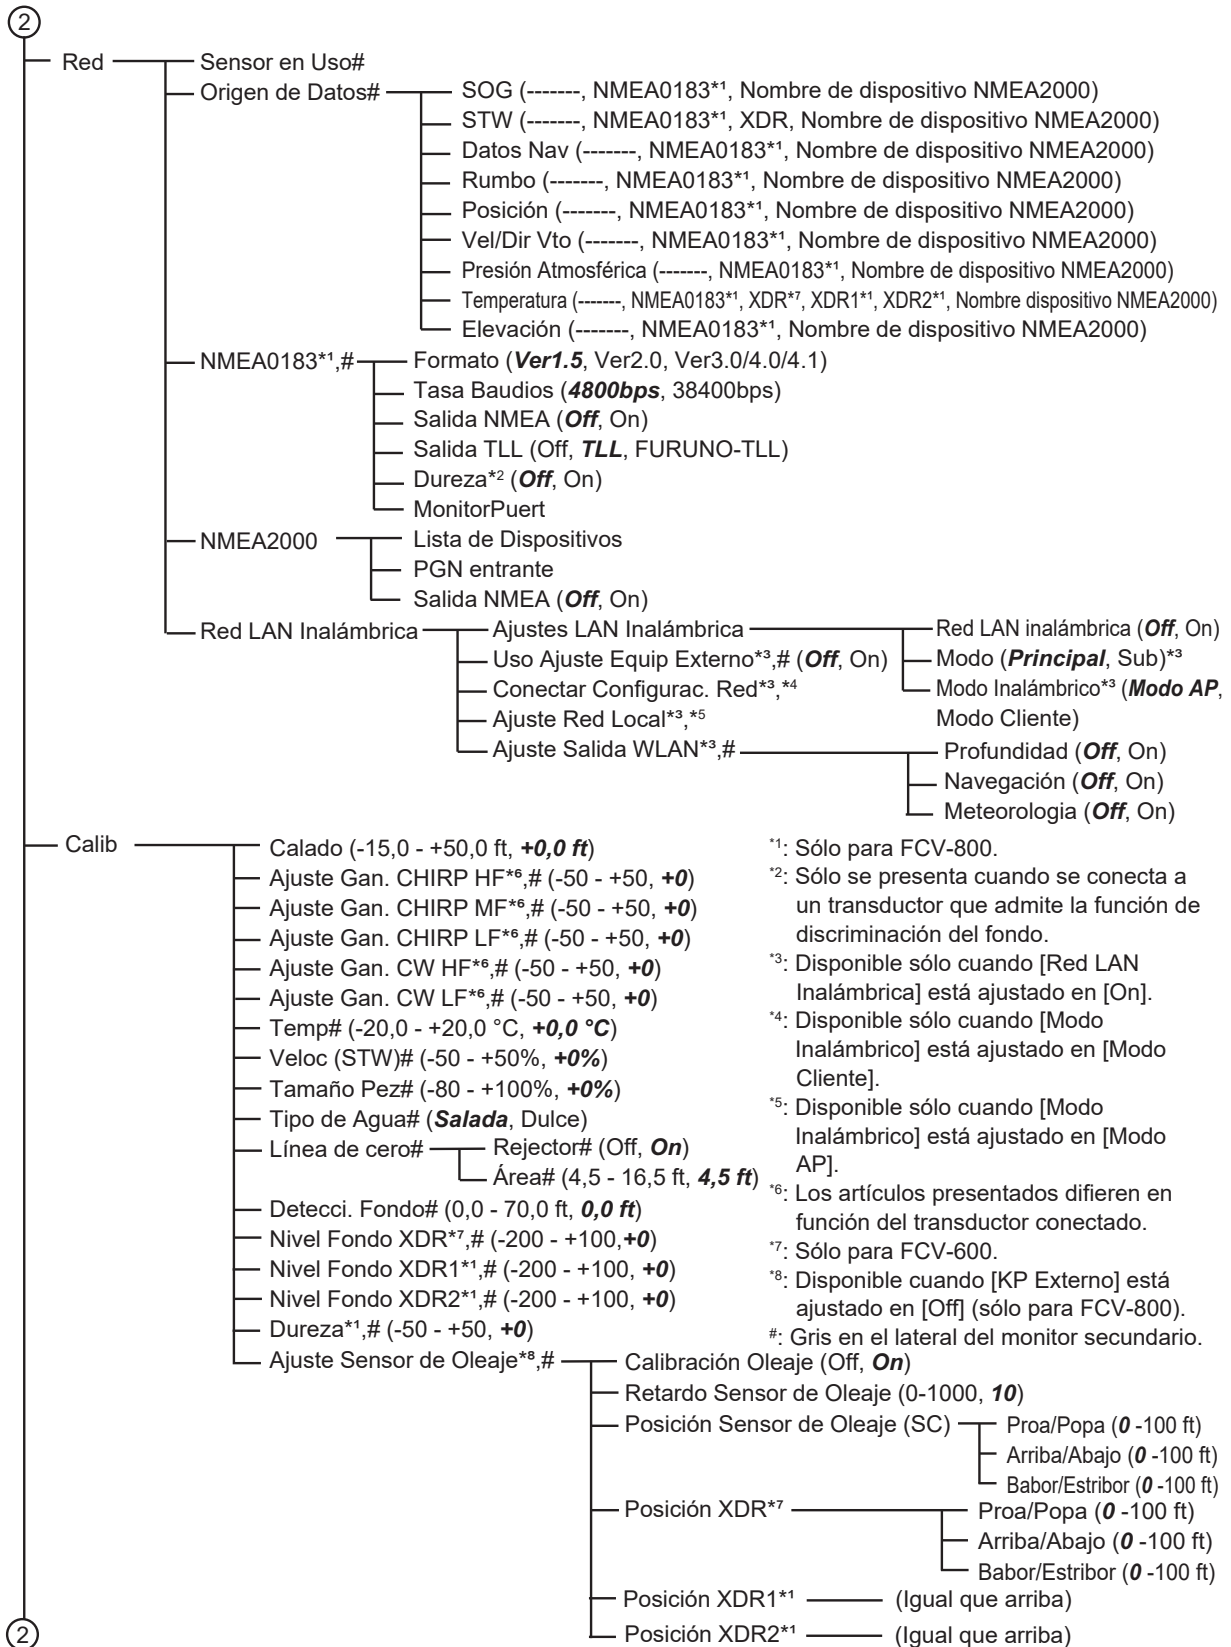 2
Red
Sensor en Uso#
Origen de Datos#
SOG (-------, NMEA0183*¹, Nombre de dispositivo NMEA2000)
STW (-------, NMEA0183*¹, XDR, Nombre de dispositivo NMEA2000)
Datos Nav (-------, NMEA0183*¹, Nombre de dispositivo NMEA2000)
Rumbo (-------, NMEA0183*¹, Nombre de dispositivo NMEA2000)
Posición (-------, NMEA0183*¹, Nombre de dispositivo NMEA2000)
Vel/Dir Vto (-------, NMEA0183*¹, Nombre de dispositivo NMEA2000)
Presión Atmosférica (-------, NMEA0183*¹, Nombre de dispositivo NMEA2000)
Temperatura (-------, NMEA0183*¹, XDR*⁷, XDR1*¹, XDR2*¹, Nombre dispositivo NMEA2000)
Elevación (-------, NMEA0183*¹, Nombre de dispositivo NMEA2000)
NMEA0183*¹,#
Formato (Ver1.5, Ver2.0, Ver3.0/4.0/4.1)
Tasa Baudios (4800bps, 38400bps)
Salida NMEA (Off, On)
Salida TLL (Off, TLL, FURUNO-TLL)
Dureza*² (Off, On)
MonitorPuert
NMEA2000
Lista de Dispositivos
PGN entrante
Salida NMEA (Off, On)
Red LAN Inalámbrica
Ajustes LAN Inalámbrica
Red LAN inalámbrica (Off, On)
Modo (Principal, Sub)*³
Modo Inalámbrico*³ (Modo AP,
Modo Cliente)
Uso Ajuste Equip Externo*³,# (Off, On)
Conectar Configurac. Red*³,*⁴
Ajuste Red Local*³,*⁵
Ajuste Salida WLAN*³,#
Profundidad (Off, On)
Navegación (Off, On)
Meteorologia (Off, On)
Calib
Calado (-15,0 - +50,0 ft, +0,0 ft)
Ajuste Gan. CHIRP HF*⁶,# (-50 - +50, +0)
Ajuste Gan. CHIRP MF*⁶,# (-50 - +50, +0)
Ajuste Gan. CHIRP LF*⁶,# (-50 - +50, +0)
Ajuste Gan. CW HF*⁶,# (-50 - +50, +0)
Ajuste Gan. CW LF*⁶,# (-50 - +50, +0)
Temp# (-20,0 - +20,0 °C, +0,0 °C)
Veloc (STW)# (-50 - +50%, +0%)
Tamaño Pez# (-80 - +100%, +0%)
Tipo de Agua# (Salada, Dulce)
Línea de cero#
Rejector# (Off, On)
Área# (4,5 - 16,5 ft, 4,5 ft)
Detecci. Fondo# (0,0 - 70,0 ft, 0,0 ft)
Nivel Fondo XDR*⁷,# (-200 - +100,+0)
Nivel Fondo XDR1*¹,# (-200 - +100, +0)
Nivel Fondo XDR2*¹,# (-200 - +100, +0)
Dureza*¹,# (-50 - +50, +0)
Ajuste Sensor de Oleaje*⁸,#
Calibración Oleaje (Off, On)
Retardo Sensor de Oleaje (0-1000, 10)
Posición Sensor de Oleaje (SC)
Proa/Popa (0 -100 ft)
Arriba/Abajo (0 -100 ft)
Babor/Estribor (0 -100 ft)
Posición XDR*⁷
Proa/Popa (0 -100 ft)
Arriba/Abajo (0 -100 ft)
Babor/Estribor (0 -100 ft)
Posición XDR1*¹
(Igual que arriba)
Posición XDR2*¹
(Igual que arriba)
*¹: Sólo para FCV-800.
*²: Sólo se presenta cuando se conecta a
un transductor que admite la función de
discriminación del fondo.
*³: Disponible sólo cuando [Red LAN
Inalámbrica] está ajustado en [On].
*⁴: Disponible sólo cuando [Modo
Inalámbrico] está ajustado en [Modo
Cliente].
*⁵: Disponible sólo cuando [Modo
Inalámbrico] está ajustado en [Modo
AP].
*⁶: Los artículos presentados difieren en
función del transductor conectado.
*⁷: Sólo para FCV-600.
*⁸: Disponible cuando [KP Externo] está
ajustado en [Off] (sólo para FCV-800).
#: Gris en el lateral del monitor secundario.
2